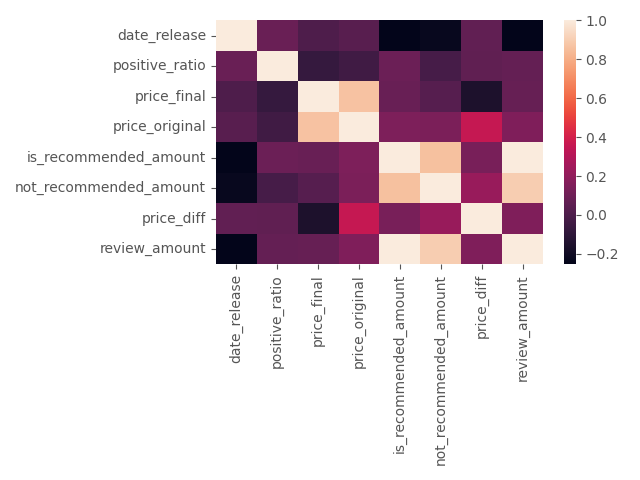 date_release
positive_ratio
price_final
price_original
is_recommended_amount
not_recommended_amount
price_diff
review_amount
date_release
positive_ratio
price_final
price_original
is_recommended_amount
not_recommended_amount
price_diff
review_amount
1.0
0.8
0.6
0.4
0.2
0.0
−0.2